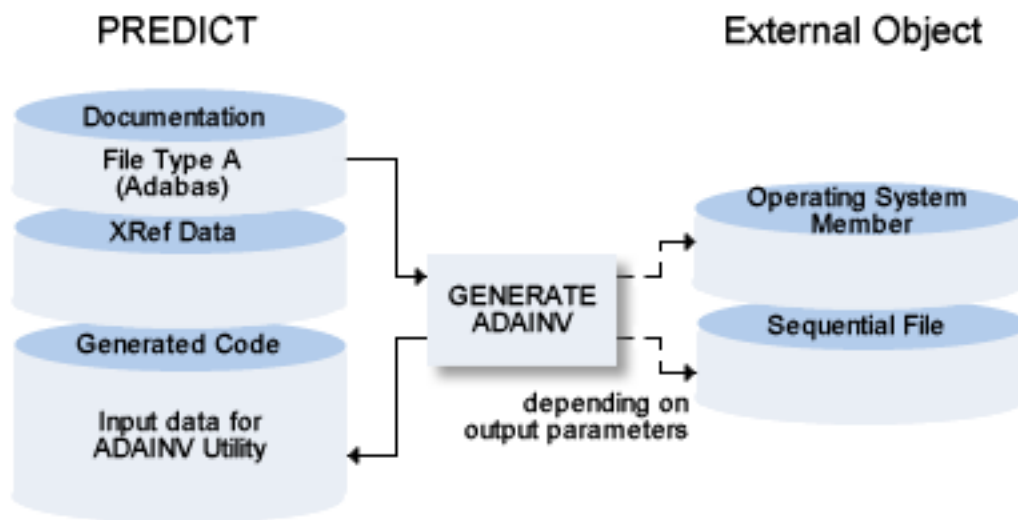 PREDICT
External Object
Documentation
File Type A
(Adabas)
XRef Data
Generated Code
Input data for
ADAINV Utility
GENERATE
ADAINV
depending on
output parameters
Operating System
Member
Sequential File